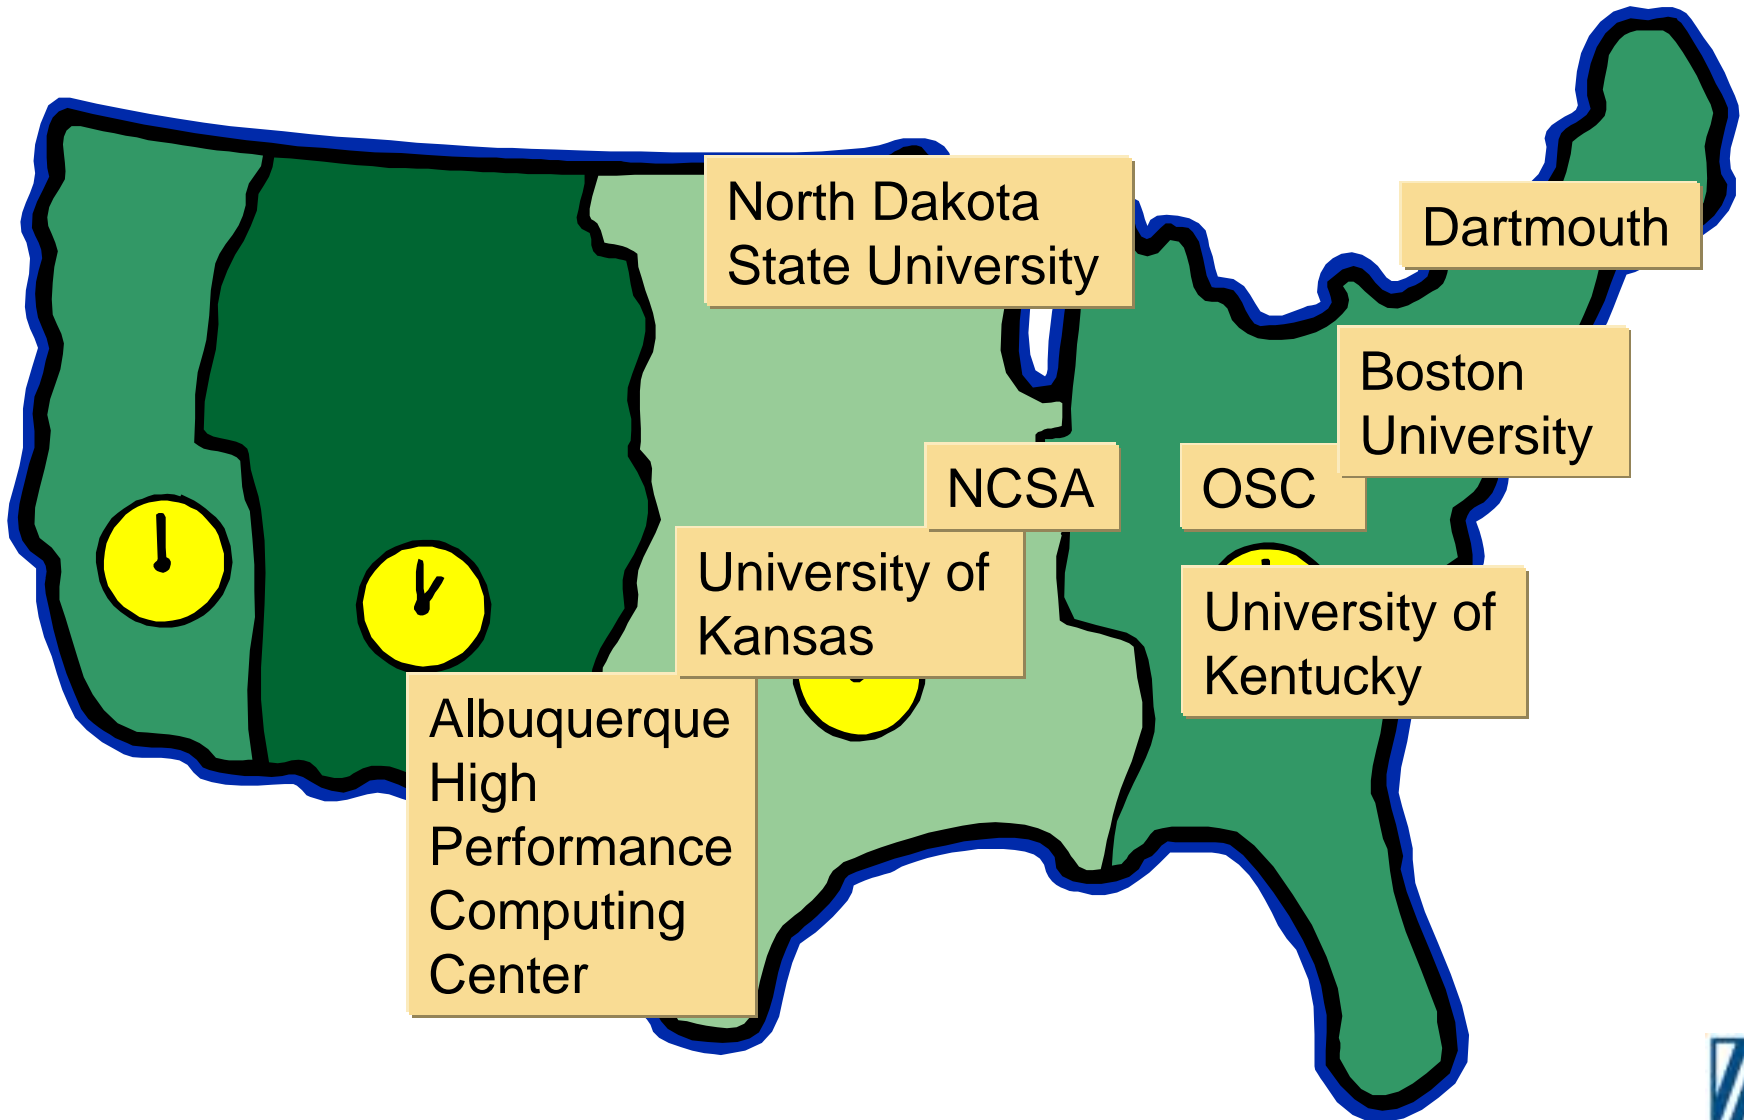 North Dakota
State University
Dartmouth
Boston
University
NCSA
OSC
University of
Kansas
University of
Kentucky
Albuquerque
High
Performance
Computing
Center